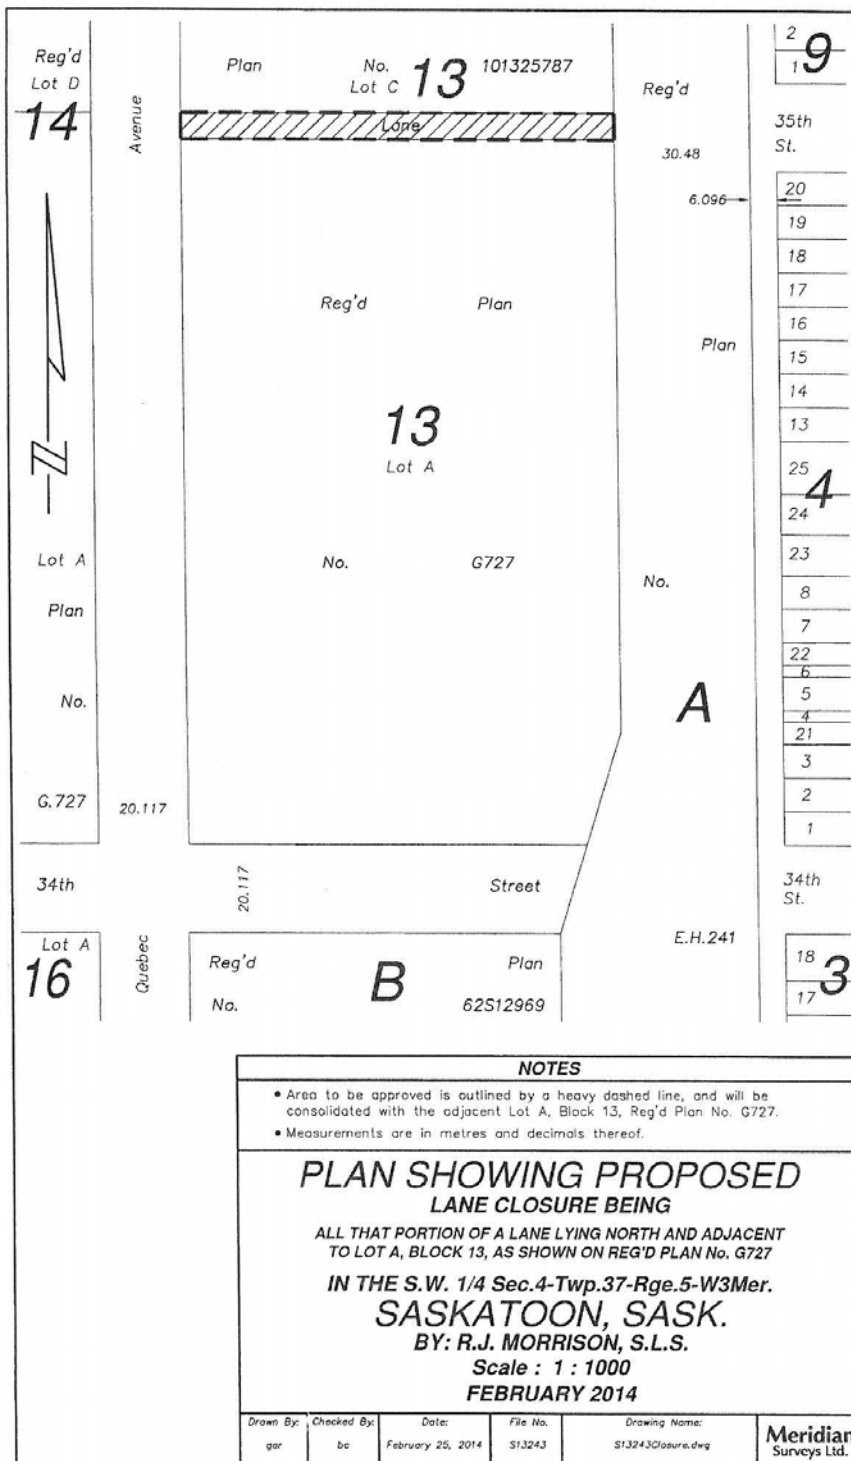 Reg'd
Lot D
14
Avenue
Plan No. 13 101325787
Lot C
Lane
Reg'd
30.48
6.096
2
1
9
35th
St.
20
19
18
17
16
15
14
13
25
4
24
23
8
7
22
6
5
4
21
3
2
1
Reg'd Plan
13
Lot A
No. G727
Plan
No.
A
N
Lot A
Plan
No.
G.727
20.117
34th
20.117
Street
34th
St.
E.H.241
Lot A
16
Quebec
Reg'd Plan
B
No. 62S12969
18
3
17
NOTES
• Area to be approved is outlined by a heavy dashed line, and will be
consolidated with the adjacent Lot A, Block 13, Reg'd Plan No. G727.
• Measurements are in metres and decimals thereof.
PLAN SHOWING PROPOSED
LANE CLOSURE BEING
ALL THAT PORTION OF A LANE LYING NORTH AND ADJACENT
TO LOT A, BLOCK 13, AS SHOWN ON REG'D PLAN No. G727
IN THE S.W. 1/4 Sec.4-Twp.37-Rge.5-W3Mer.
SASKATOON, SASK.
BY: R.J. MORRISON, S.L.S.
Scale : 1 : 1000
FEBRUARY 2014
Drawn By: Checked By: Date: File No. Drawing Name:
gar bc February 25, 2014 S13243 S13243Closure.dwg
Meridian
Surveys Ltd.